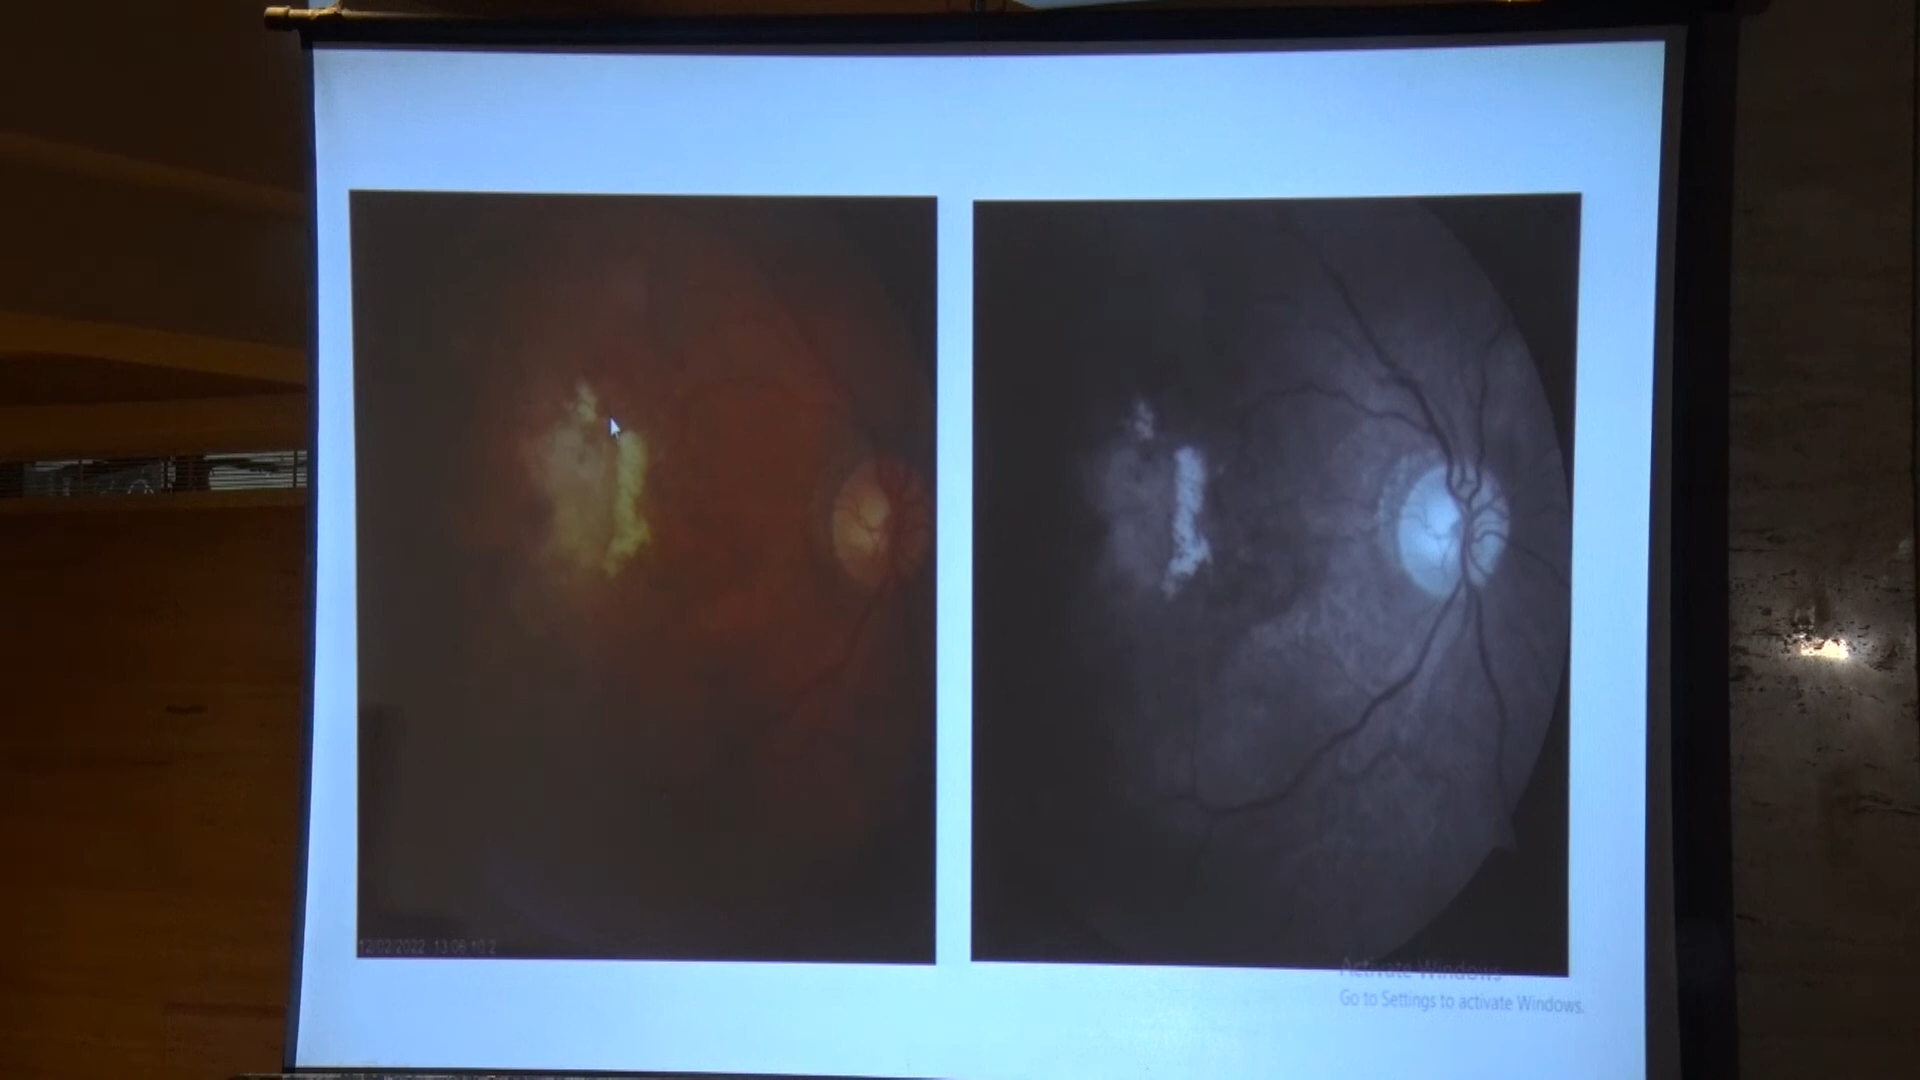 12/02/2022 13:06:10.2
Activate Windows
Go to Settings to activate Windows.